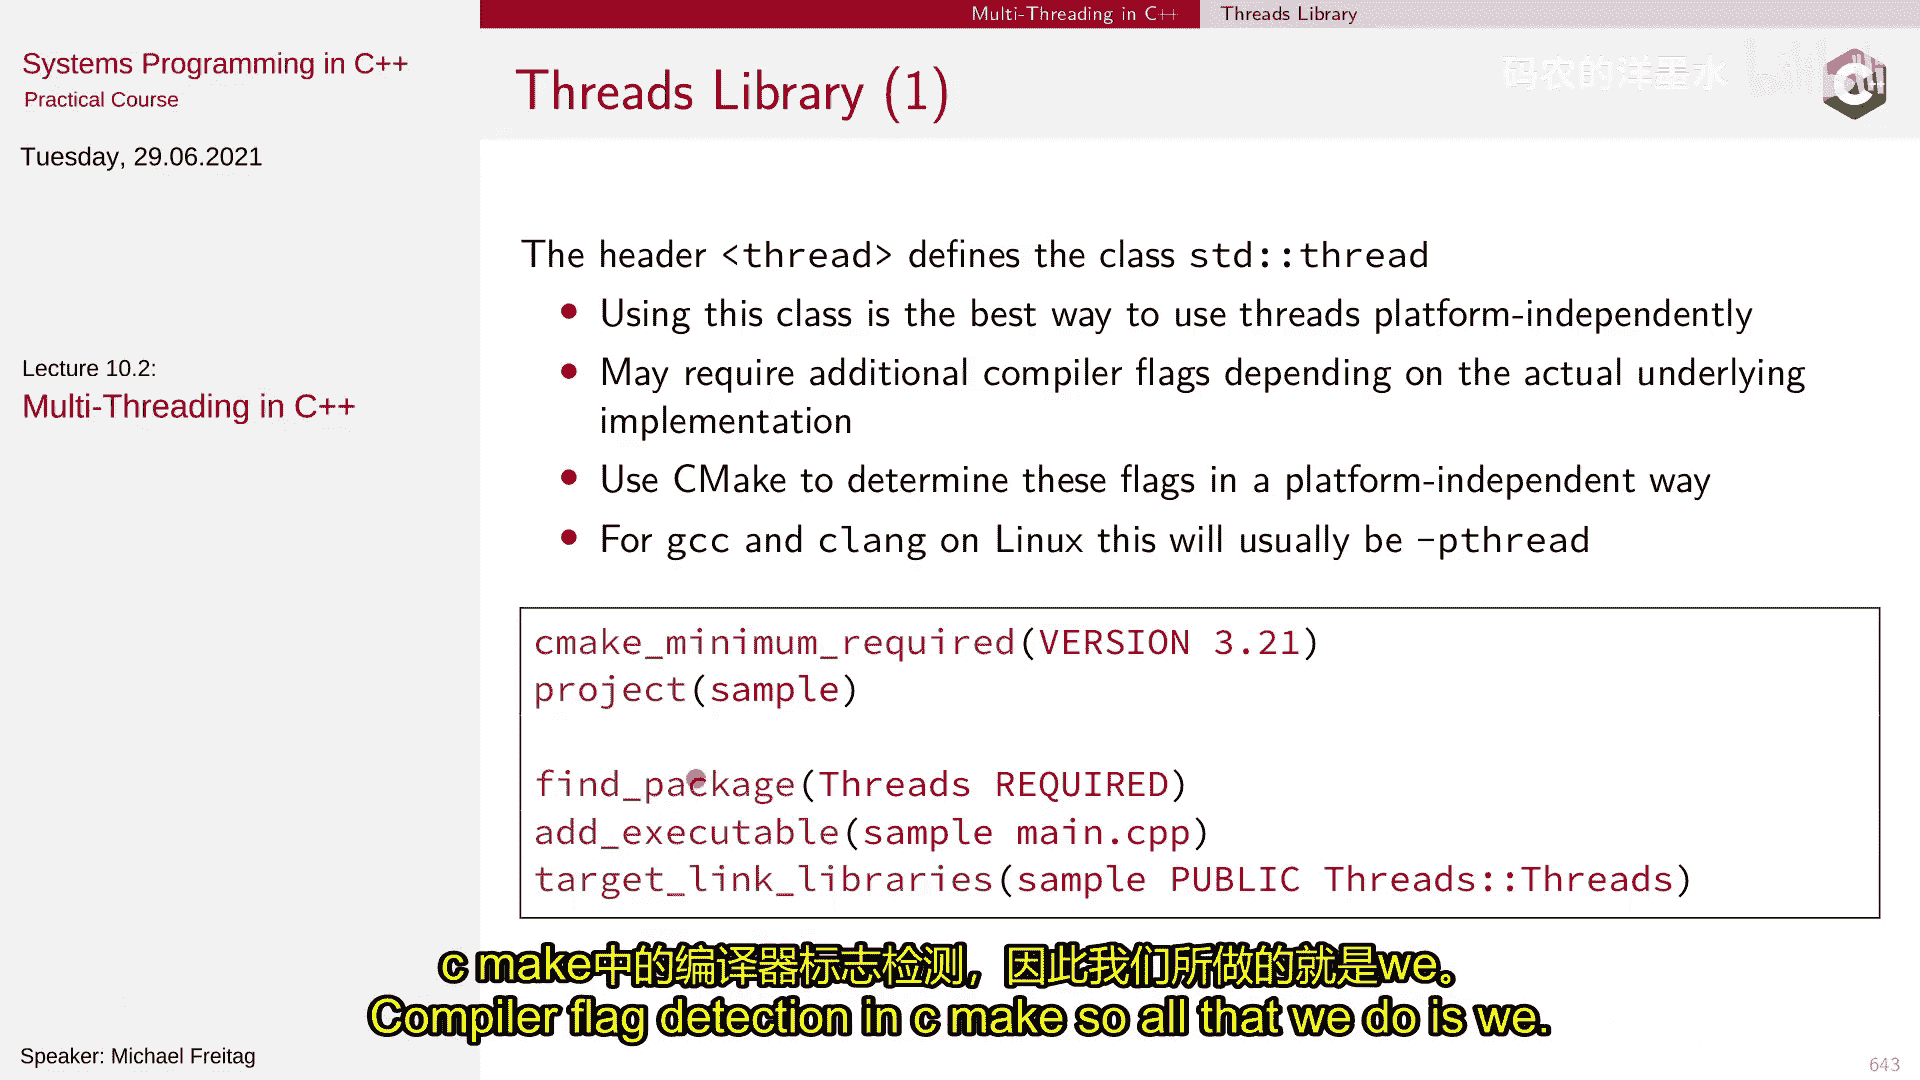 Multi-Threading in C++
Threads Library
Systems Programming in C++
Practical Course
Tuesday, 29.06.2021
Lecture 10.2:
Multi-Threading in C++
Threads Library (1)
码农的洋墨水
The header <thread> defines the class std::thread
Using this class is the best way to use threads platform-independently
May require additional compiler flags depending on the actual underlying
implementation
Use CMake to determine these flags in a platform-independent way
For gcc and clang on Linux this will usually be -pthread
cmake_minimum_required(VERSION 3.21)
project(sample)
find_package(Threads REQUIRED)
add_executable(sample main.cpp)
target_link_libraries(sample PUBLIC Threads::Threads)
c make中的编译器标志检测，因此我们所做的就是we。
Compiler flag detection in c make so all that we do is we.
Speaker: Michael Freitag
643